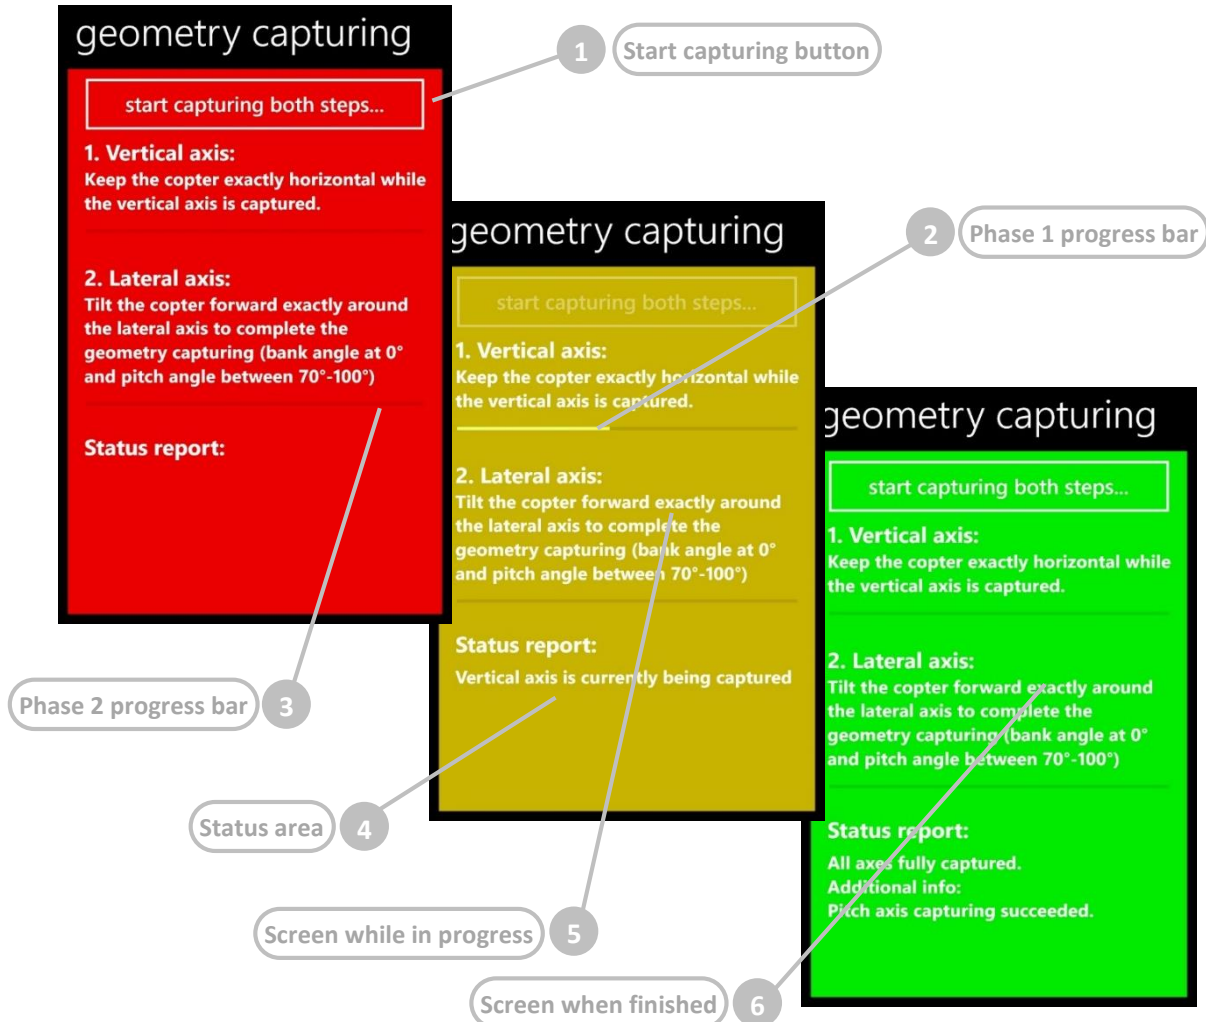 geometry capturing
start capturing both steps...
1. Vertical axis:
Keep the copter exactly horizontal while
the vertical axis is captured.
2. Lateral axis:
Tilt the copter forward exactly around
the lateral axis to complete the
geometry capturing (bank angle at 0°
and pitch angle between 70°-100°)
Status report:
1 Start capturing button
geometry capturing
start capturing both steps...
1. Vertical axis:
Keep the copter exactly horizontal while
the vertical axis is captured.
2. Lateral axis:
Tilt the copter forward exactly around
the lateral axis to complete the
geometry capturing (bank angle at 0°
and pitch angle between 70°-100°)
Status report:
Vertical axis is currently being captured
2 Phase 1 progress bar
geometry capturing
start capturing both steps...
1. Vertical axis:
Keep the copter exactly horizontal while
the vertical axis is captured.
2. Lateral axis:
Tilt the copter forward exactly around
the lateral axis to complete the
geometry capturing (bank angle at 0°
and pitch angle between 70°-100°)
Status report:
All axes fully captured.
Additional info:
Pitch axis capturing succeeded.
Phase 2 progress bar 3
Status area 4
Screen while in progress 5
Screen when finished 6